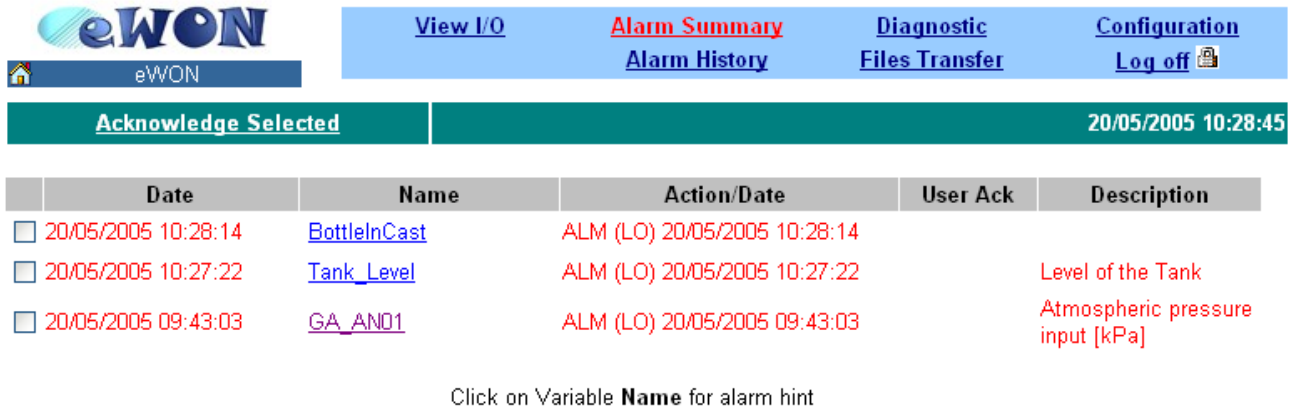 eWON
eWON
View I/O Alarm Summary Diagnostic Configuration
Alarm History Files Transfer Log off
Acknowledge Selected 20/05/2005 10:28:45
Date Name Action/Date User Ack Description
20/05/2005 10:28:14 BottleInCast ALM (LO) 20/05/2005 10:28:14
20/05/2005 10:27:22 Tank_Level ALM (LO) 20/05/2005 10:27:22 Level of the Tank
20/05/2005 09:43:03 GA_AN01 ALM (LO) 20/05/2005 09:43:03 Atmospheric pressure
input [kPa]
Click on Variable Name for alarm hint